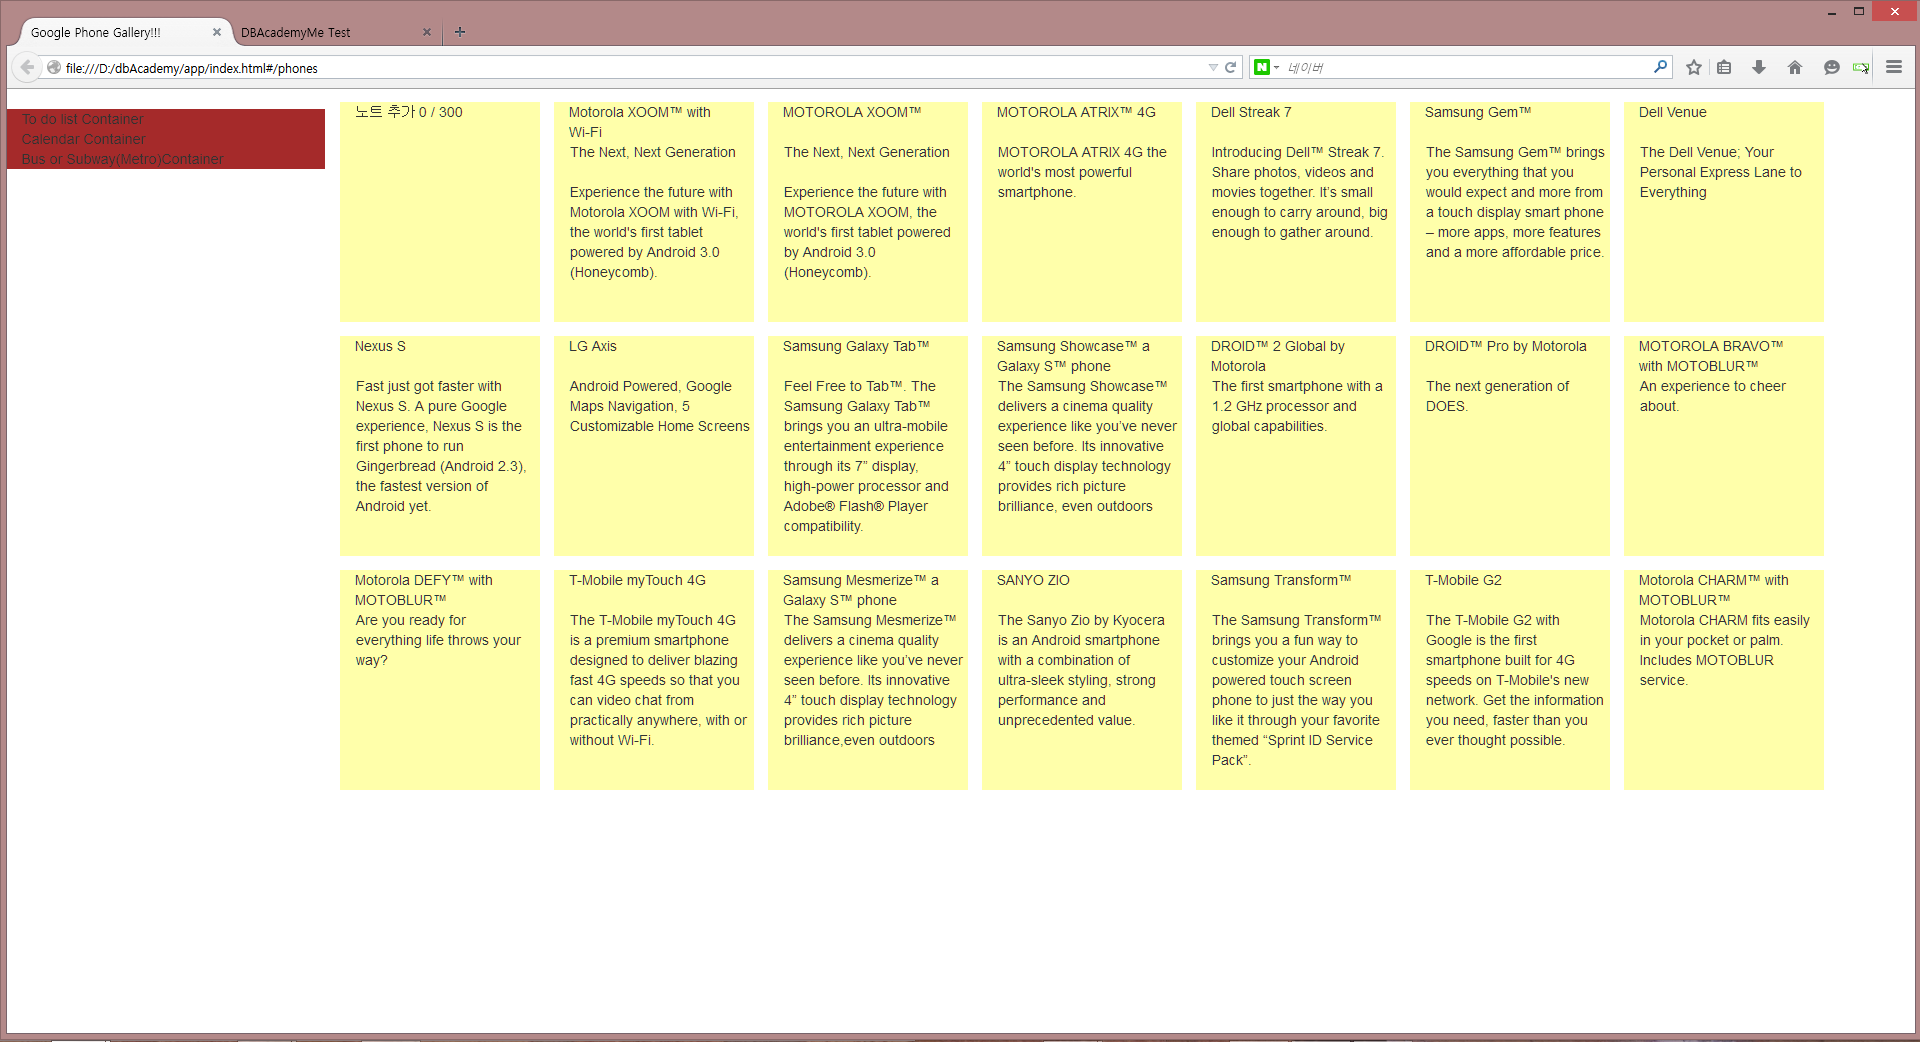 Google Phone Gallery!!!
DBAcademyMe Test
file:///D:/dbAcademy/app/index.html#/phones
N
네이버
To do list Container
Calendar Container
Bus or Subway(Metro)Container
노트 추가 0 / 300
Motorola XOOM™ with
Wi-Fi
The Next, Next Generation
Experience the future with
Motorola XOOM with Wi-Fi,
the world's first tablet
powered by Android 3.0
(Honeycomb).
MOTOROLA XOOM™
The Next, Next Generation
Experience the future with
MOTOROLA XOOM, the
world's first tablet powered
by Android 3.0
(Honeycomb).
MOTOROLA ATRIX™ 4G
MOTOROLA ATRIX 4G the
world's most powerful
smartphone.
Dell Streak 7
Introducing Dell™ Streak 7.
Share photos, videos and
movies together. It’s small
enough to carry around, big
enough to gather around.
Samsung Gem™
The Samsung Gem™ brings
you everything that you
would expect and more from
a touch display smart phone
– more apps, more features
and a more affordable price.
Dell Venue
The Dell Venue; Your
Personal Express Lane to
Everything
Nexus S
Fast just got faster with
Nexus S. A pure Google
experience, Nexus S is the
first phone to run
Gingerbread (Android 2.3),
the fastest version of
Android yet.
LG Axis
Android Powered, Google
Maps Navigation, 5
Customizable Home Screens
Samsung Galaxy Tab™
Feel Free to Tab™. The
Samsung Galaxy Tab™
brings you an ultra-mobile
entertainment experience
through its 7” display,
high-power processor and
Adobe® Flash® Player
compatibility.
Samsung Showcase™ a
Galaxy S™ phone
The Samsung Showcase™
delivers a cinema quality
experience like you’ve never
seen before. Its innovative
4” touch display technology
provides rich picture
brilliance, even outdoors
DROID™ 2 Global by
Motorola
The first smartphone with a
1.2 GHz processor and
global capabilities.
DROID™ Pro by Motorola
The next generation of
DOES.
MOTOROLA BRAVO™
with MOTOBLUR™
An experience to cheer
about.
Motorola DEFY™ with
MOTOBLUR™
Are you ready for
everything life throws your
way?
T-Mobile myTouch 4G
The T-Mobile myTouch 4G
is a premium smartphone
designed to deliver blazing
fast 4G speeds so that you
can video chat from
practically anywhere, with or
without Wi-Fi.
Samsung Mesmerize™ a
Galaxy S™ phone
The Samsung Mesmerize™
delivers a cinema quality
experience like you’ve never
seen before. Its innovative
4” touch display technology
provides rich picture
brilliance,even outdoors
SANYO ZIO
The Sanyo Zio by Kyocera
is an Android smartphone
with a combination of
ultra-sleek styling, strong
performance and
unprecedented value.
Samsung Transform™
The Samsung Transform™
brings you a fun way to
customize your Android
powered touch screen
phone to just the way you
like it through your favorite
themed “Sprint ID Service
Pack”.
T-Mobile G2
The T-Mobile G2 with
Google is the first
smartphone built for 4G
speeds on T-Mobile's new
network. Get the information
you need, faster than you
ever thought possible.
Motorola CHARM™ with
MOTOBLUR™
Motorola CHARM fits easily
in your pocket or palm.
Includes MOTOBLUR
service.